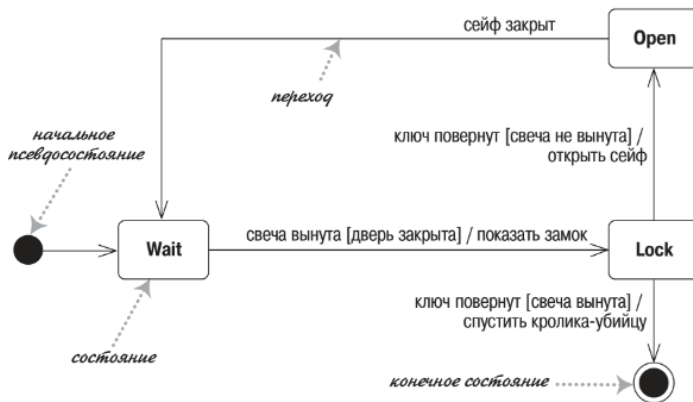 сейф закрыт
Open
переход
начальное
псевдосостояние
ключ повернут [свеча не вынута] /
открыть сейф
Wait
свеча вынута [дверь закрыта] / показать замок
Lock
ключ повернут [свеча вынута] /
спустить кролика-убийцу
состояние
конечное состояние